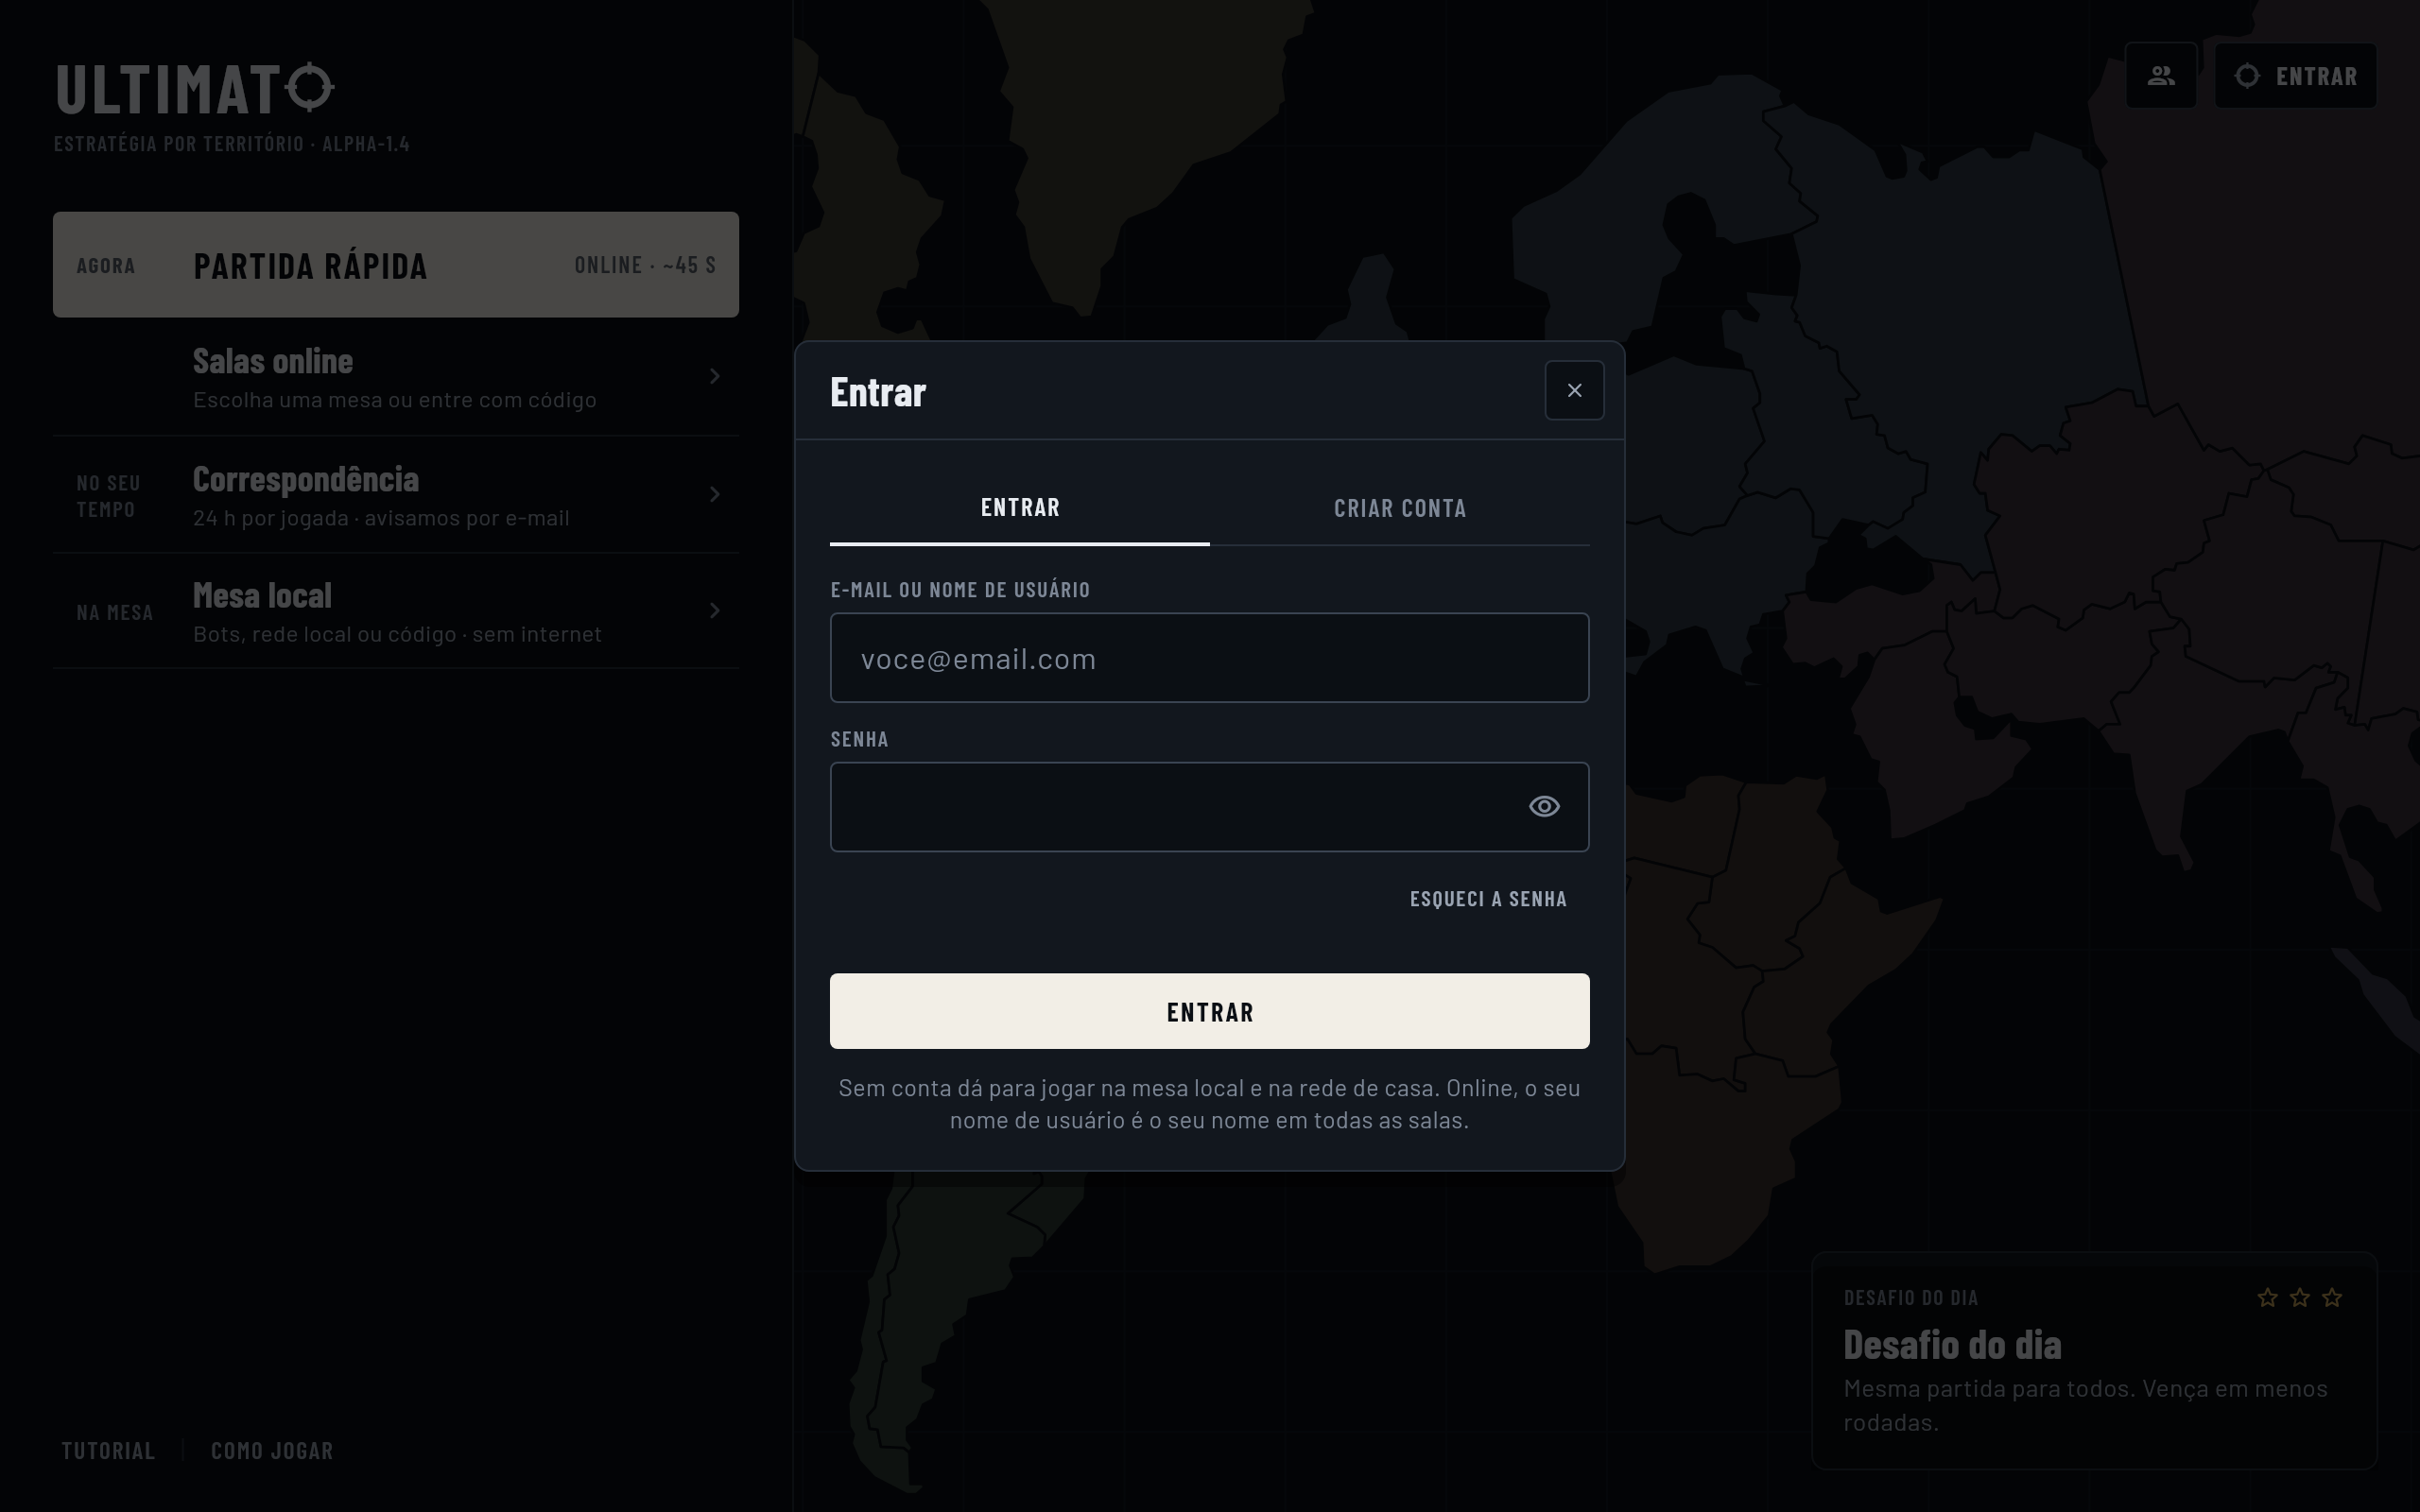 ULTIMATO
ESTRATÉGIA POR TERRITÓRIO · ALPHA-1.4
ENTRAR
AGORA
PARTIDA RÁPIDA
ONLINE · ~45 S
Salas online
Escolha uma mesa ou entre com código
NO SEU
TEMPO
Correspondência
24 h por jogada · avisamos por e-mail
NA MESA
Mesa local
Bots, rede local ou código · sem internet
TUTORIAL
COMO JOGAR
Entrar
ENTRAR
CRIAR CONTA
E-MAIL OU NOME DE USUÁRIO
voce@email.com
SENHA
ESQUECI A SENHA
ENTRAR
Sem conta dá para jogar na mesa local e na rede de casa. Online, o seu
nome de usuário é o seu nome em todas as salas.
DESAFIO DO DIA
Desafio do dia
Mesma partida para todos. Vença em menos
rodadas.